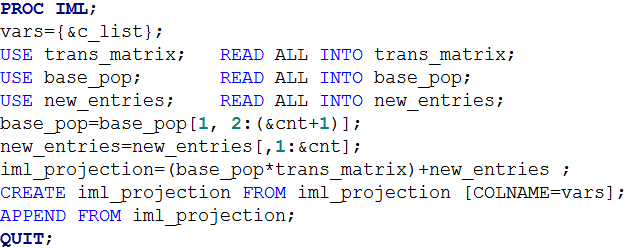 PROC IML;
vars={&c_list};
USE trans_matrix; READ ALL INTO trans_matrix;
USE base_pop; READ ALL INTO base_pop;
USE new_entries; READ ALL INTO new_entries;
base_pop=base_pop[1, 2:(&cnt+1)];
new_entries=new_entries[,1:&cnt];
iml_projection=(base_pop*trans_matrix)+new_entries ;
CREATE iml_projection FROM iml_projection [COLNAME=vars];
APPEND FROM iml_projection;
QUIT;